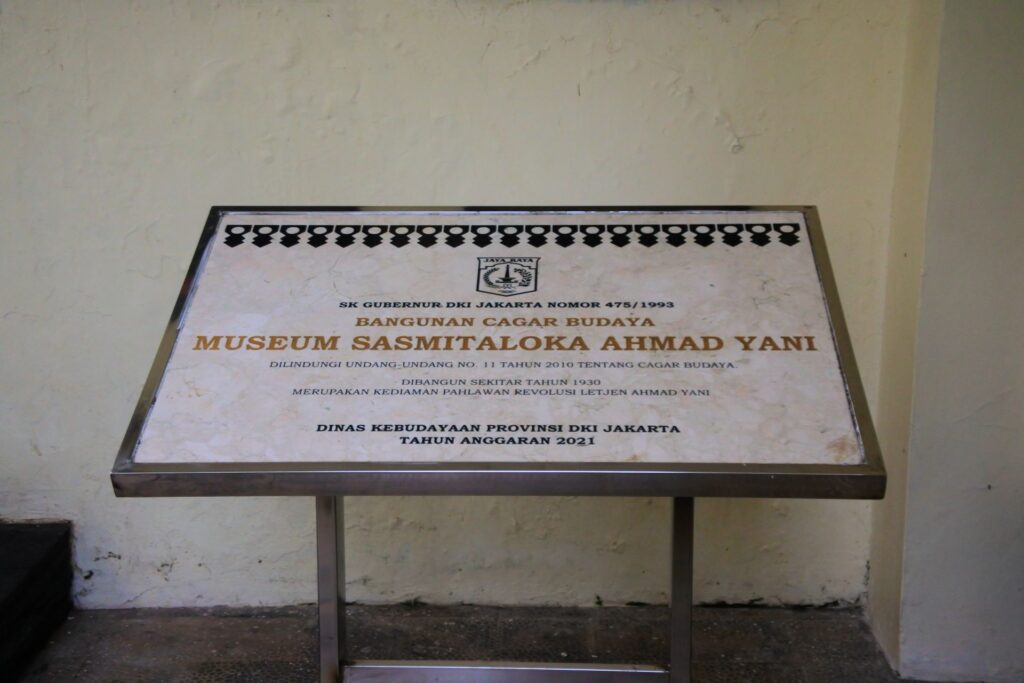 JAYA RAYA
SK GUBERNUR DKI JAKARTA NOMOR 475/1993
BANGUNAN CAGAR BUDAYA
MUSEUM SASMITALOKA AHMAD YANI
DILINDUNGI UNDANG-UNDANG NO. 11 TAHUN 2010 TENTANG CAGAR BUDAYA.
DIBANGUN SEKITAR TAHUN 1930
MERUPAKAN KEDIAMAN PAHLAWAN REVOLUSI LETJEN AHMAD YANI
DINAS KEBUDAYAAN PROVINSI DKI JAKARTA
TAHUN ANGGARAN 2021